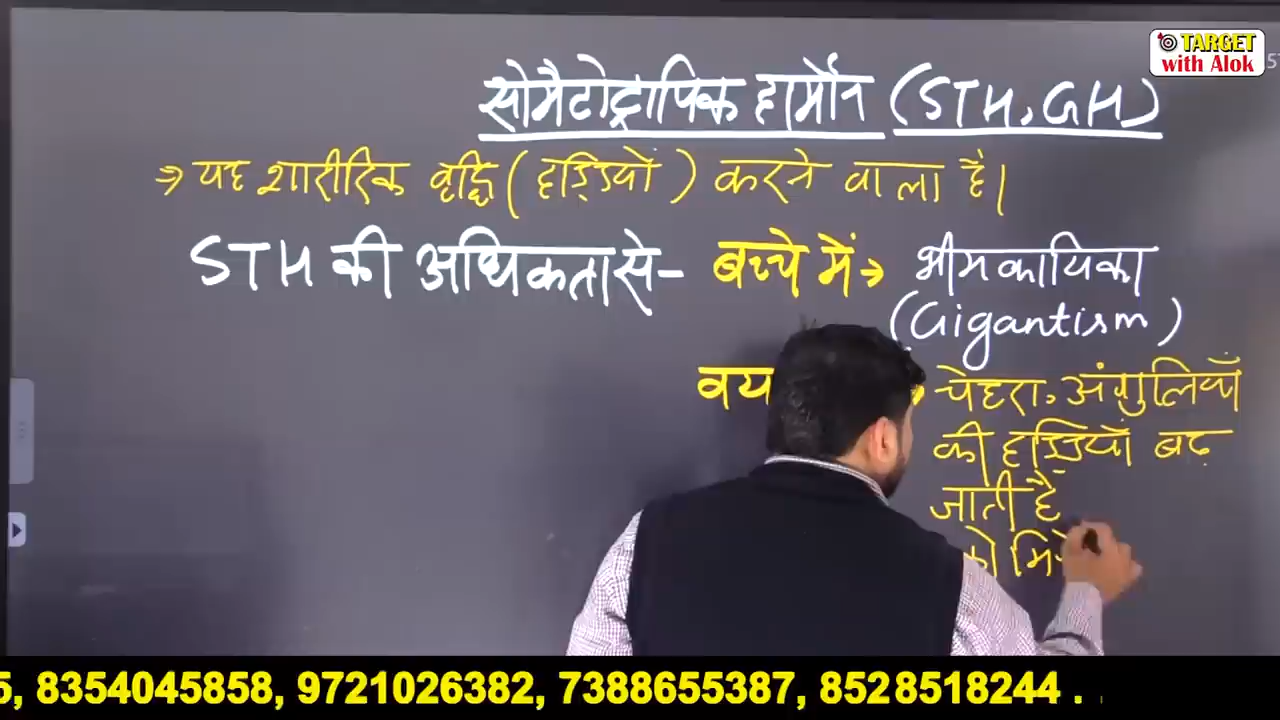 TARGET
with Alok
सोमैटोट्रापिक हार्मोन (STH, GH)
⇒ यह शारीरिक वृद्धि (हड्डियों) करने वाला है।
STH की अधिकता से - बच्चे में → भीमकायिका
(Gigantism)
चेहरा, अंगुलियाँ
की हड्डियाँ बढ़
जाती है
8354045858, 9721026382, 7388655387, 8528518244 .